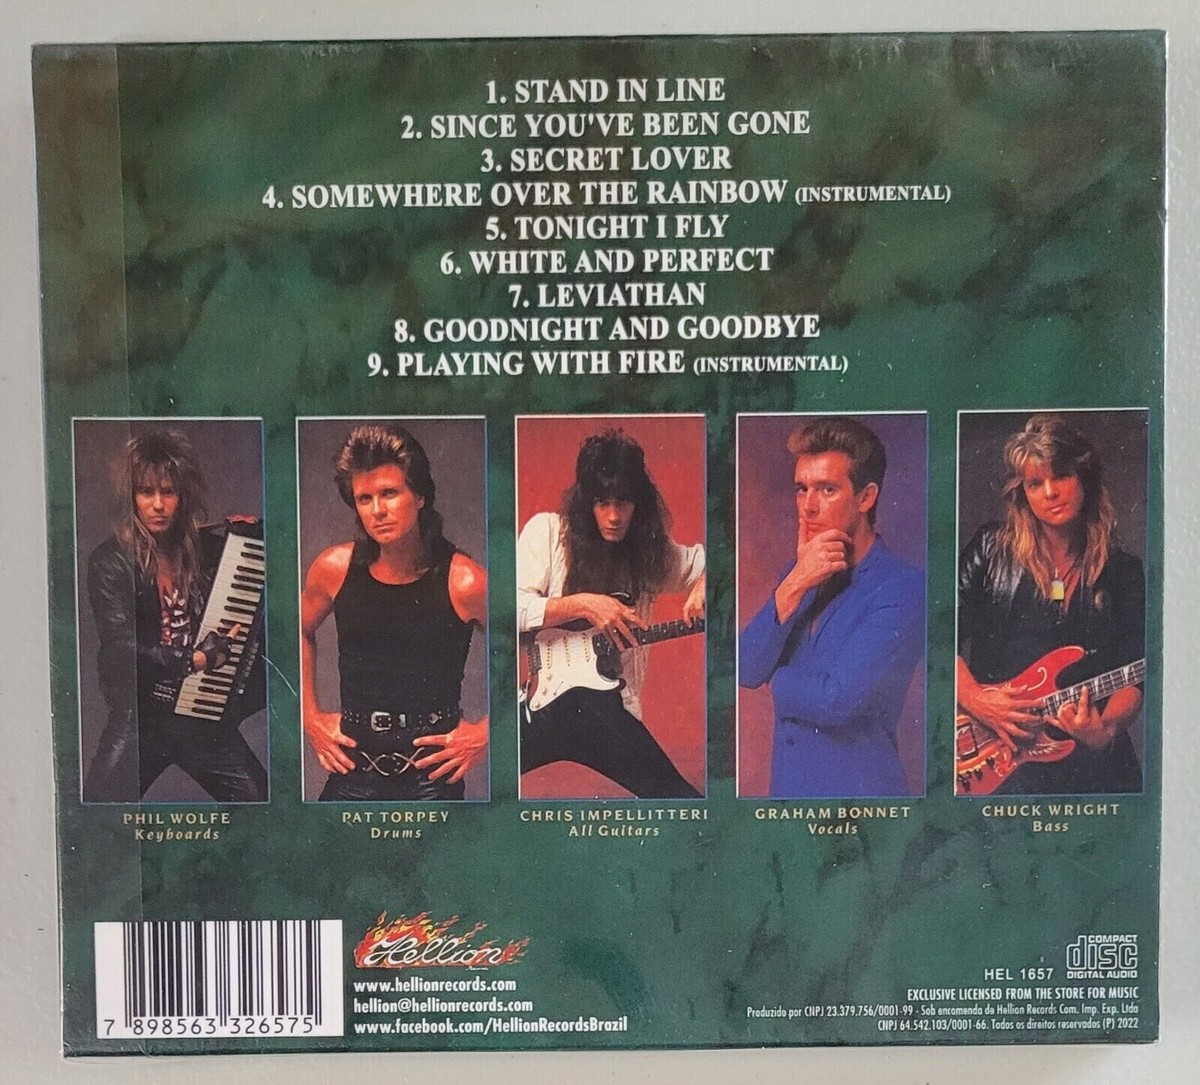 1. STAND IN LINE
2. SINCE YOU'VE BEEN GONE
3. SECRET LOVER
4. SOMEWHERE OVER THE RAINBOW (INSTRUMENTAL)
5. TONIGHT I FLY
6. WHITE AND PERFECT
7. LEVIATHAN
8. GOODNIGHT AND GOODBYE
9. PLAYING WITH FIRE (INSTRUMENTAL)
PHIL WOLFE
Keyboards
PAT TORPEY
Drums
CHRIS IMPELLITTERI
All Guitars
GRAHAM BONNET
Vocals
CHUCK WRIGHT
Bass
7 898563 326575
Hellion
www.hellionrecords.com
hellion@hellionrecords.com
www.facebook.com/HellionRecordsBrazil
HEL 1657
COMPACT
disc
DIGITAL AUDIO
EXCLUSIVE LICENSED FROM THE STORE FOR MUSIC
Produzido por CNPJ 23.379.756/0001-99 - Sob encomenda de Hellion Records Com. Imp. Exp. Ltda
CNPJ 64.542.103/0001-66. Todos os direitos reservados (P) 2022